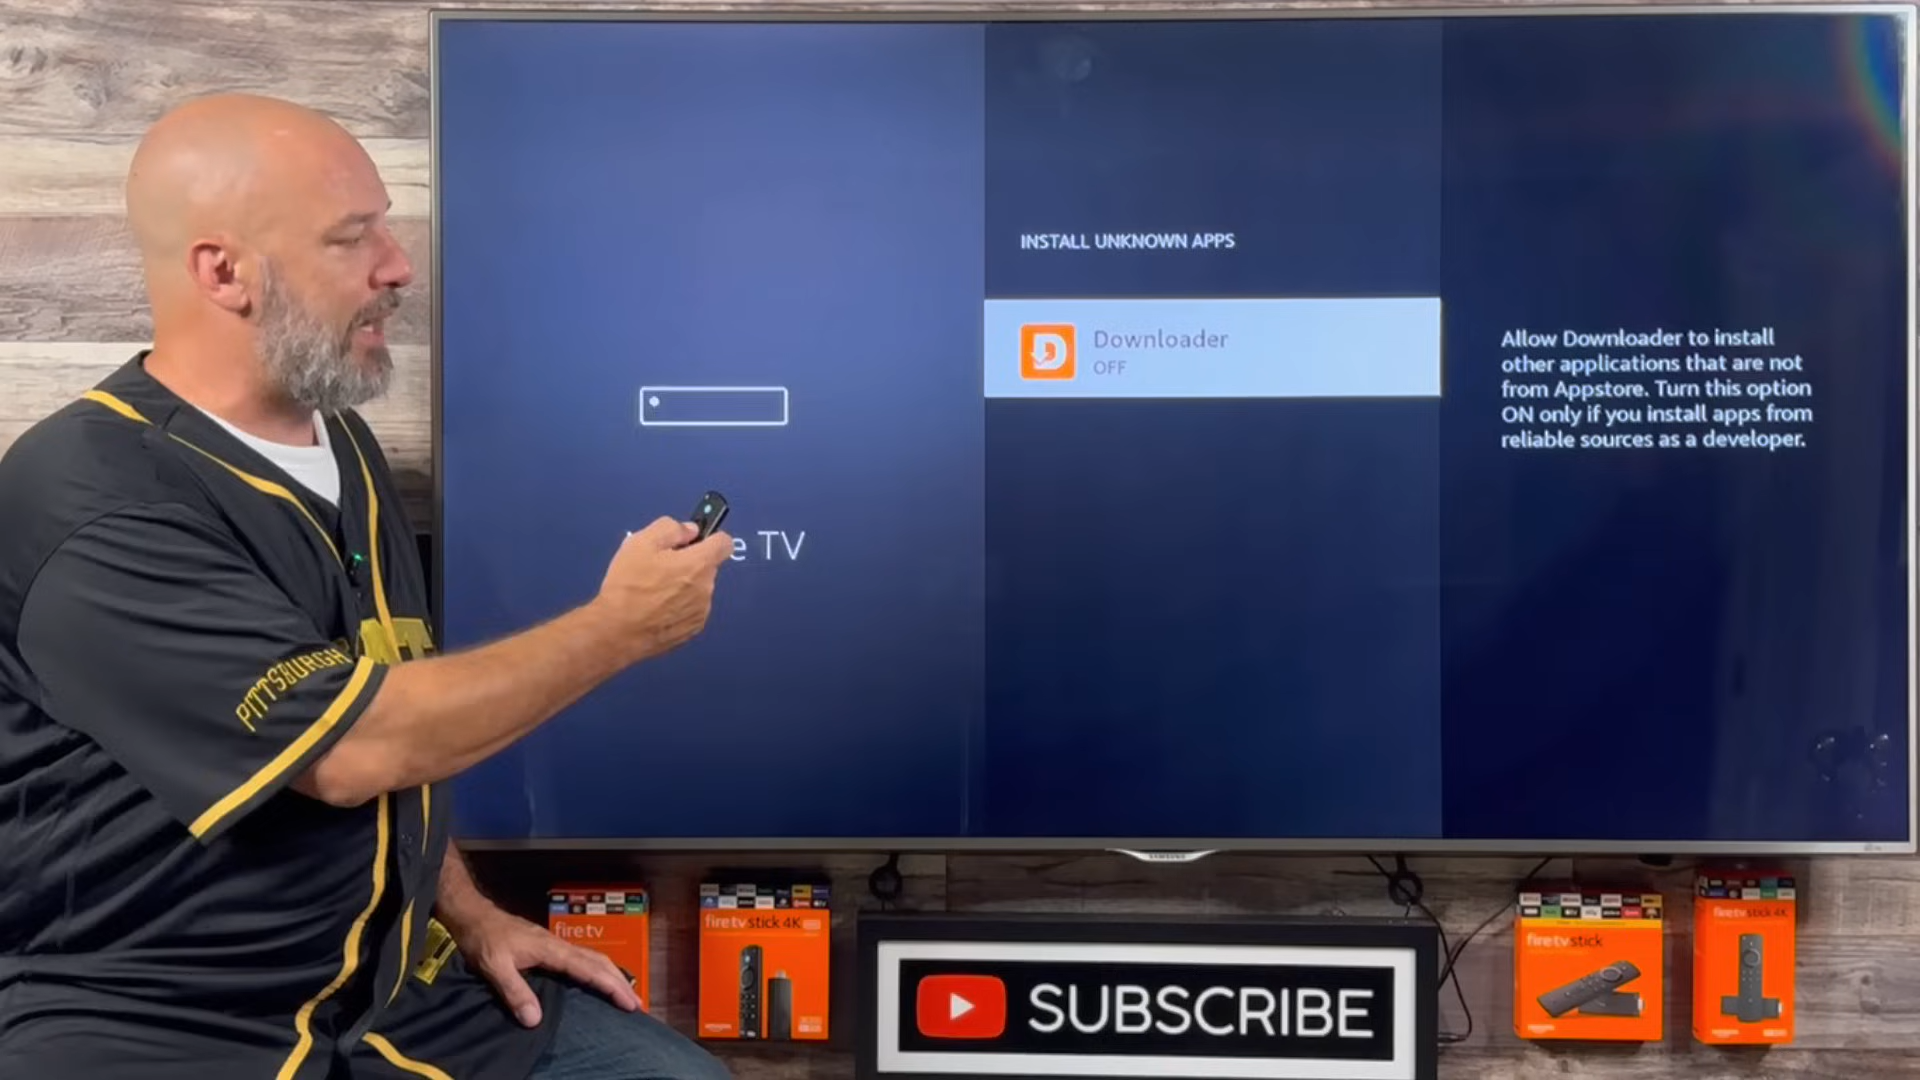 INSTALL UNKNOWN APPS
Downloader
OFF
Allow Downloader to install
other applications that are not
from Appstore. Turn this option
ON only if you install apps from
reliable sources as a developer.
TV
PITTSBURGH
SAMSUNG
fire tv
fire tv stick 4K
fire tv stick
fire tv stick 4K
SUBSCRIBE